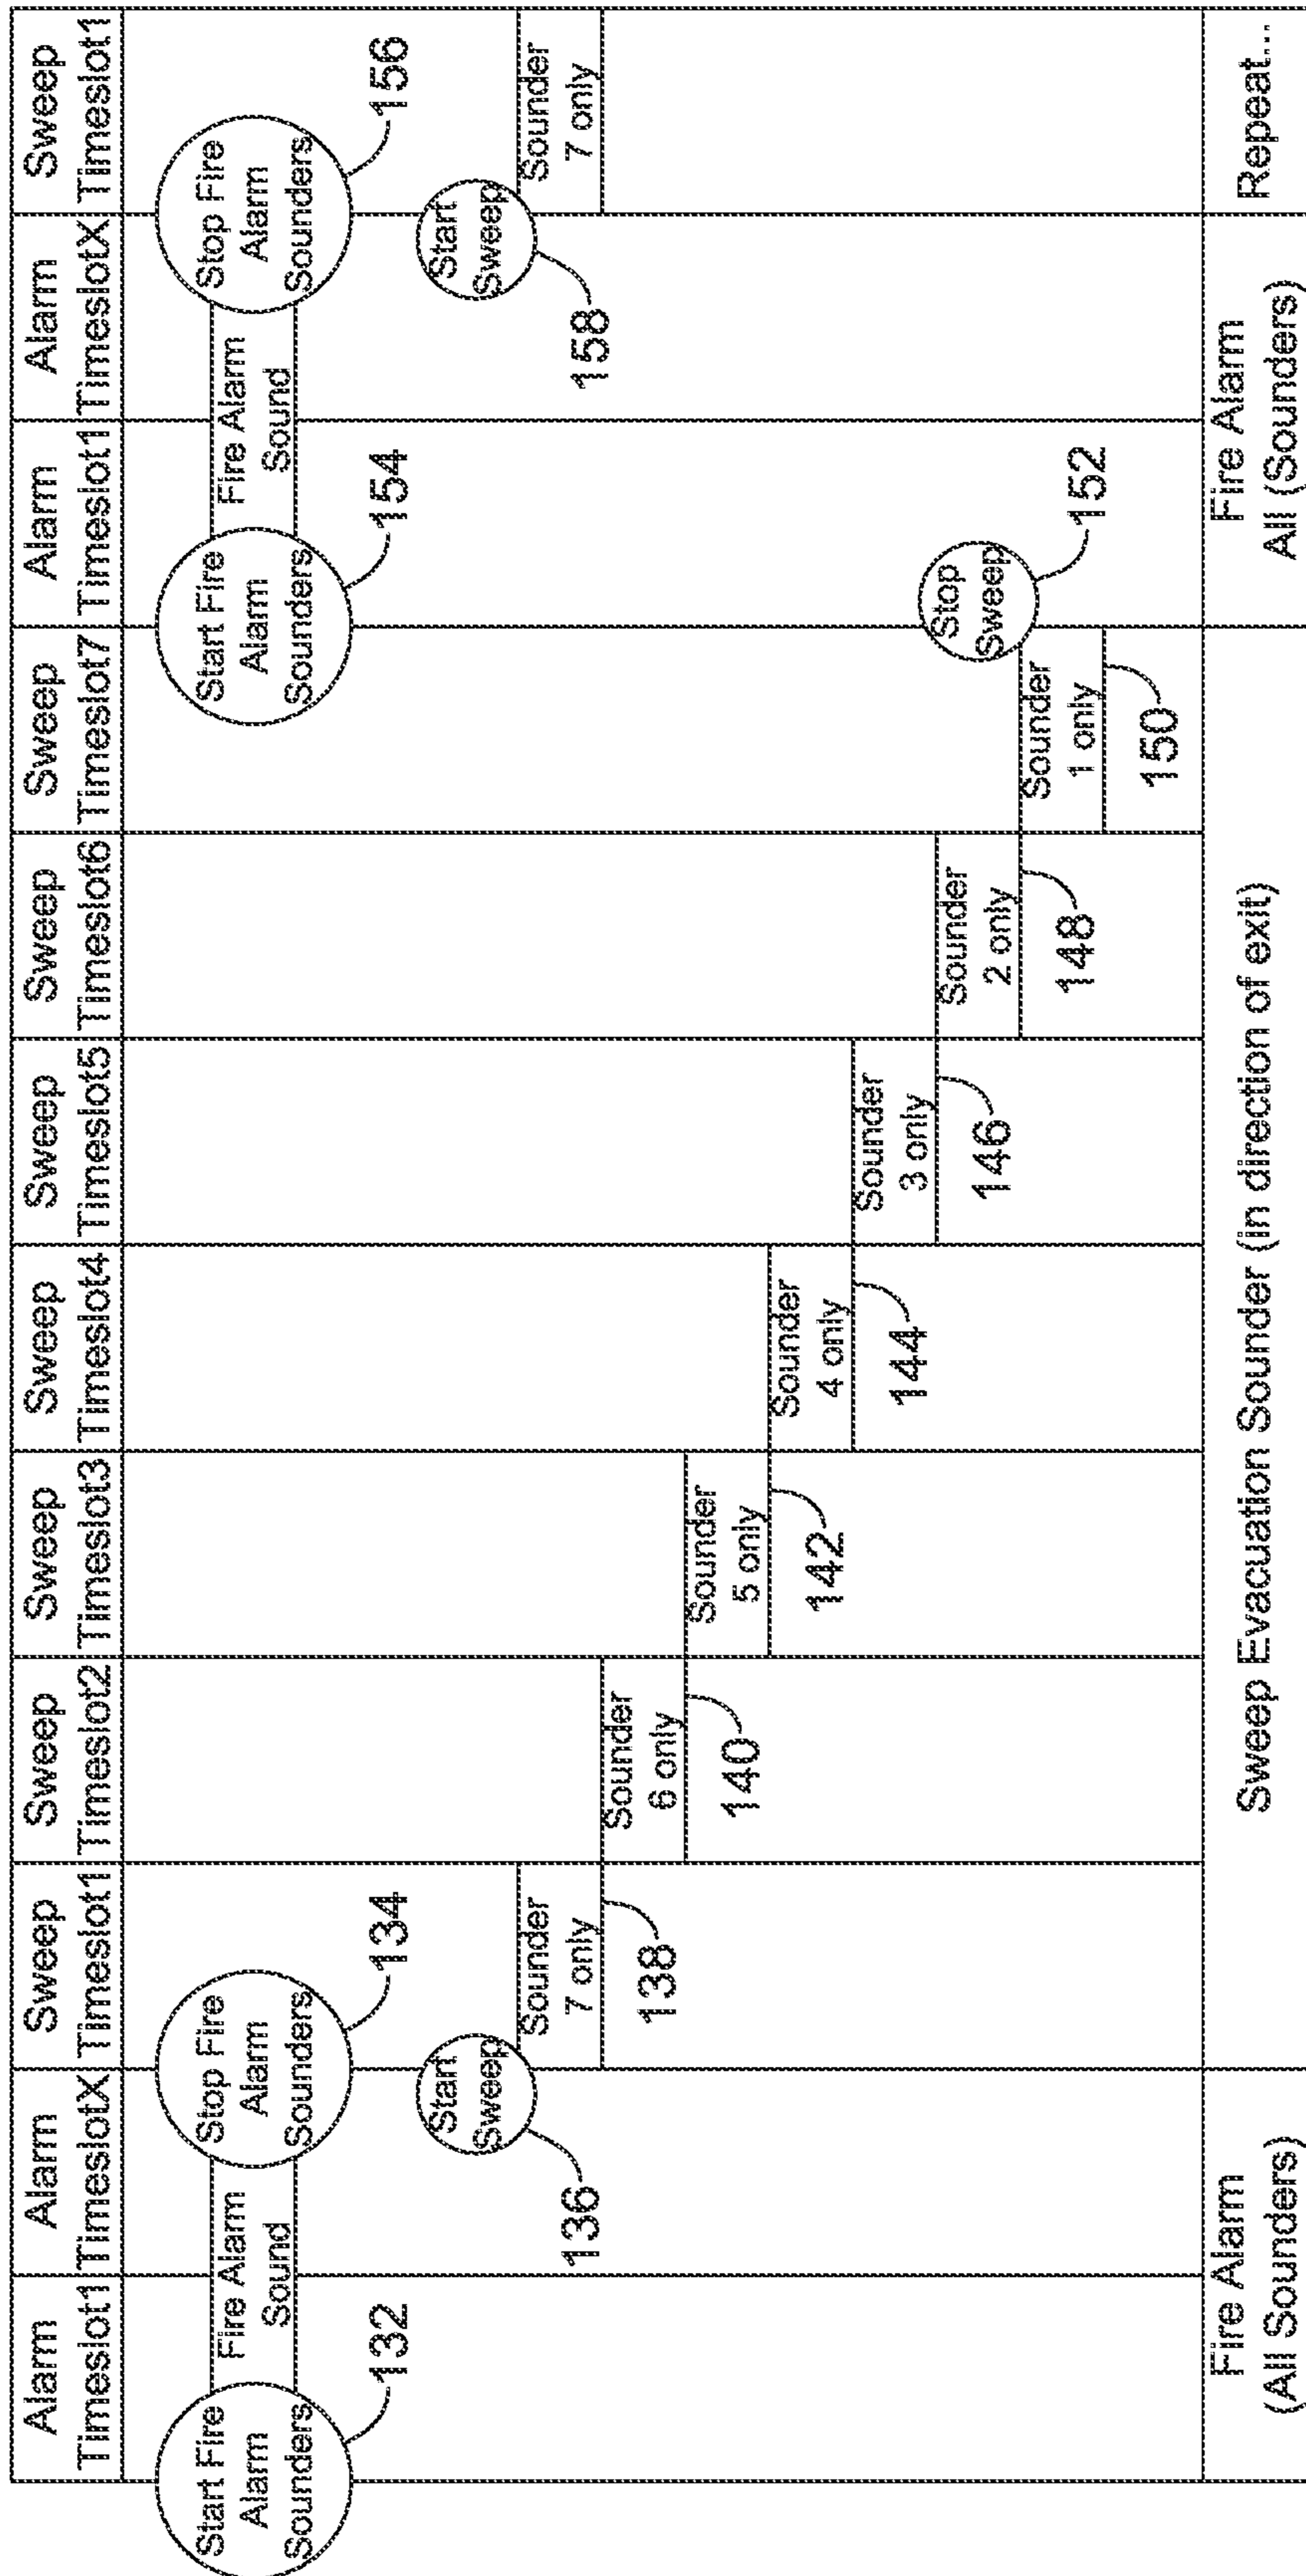 Alarm
Timeslot1
Alarm
TimeslotX
Sweep
Timeslot1
Sweep
Timeslot2
Sweep
Timeslot3
Sweep
Timeslot4
Sweep
Timeslot5
Sweep
Timeslot6
Sweep
Timeslot7
Alarm
Timeslot1
Alarm
TimeslotX
Sweep
Timeslot1
Start Fire
Alarm
Sounders
132
Fire Alarm
Sound
Stop Fire
Alarm
Sounders
134
Start
Sweep
136
Sounder
7 only
138
Sounder
6 only
140
Sounder
5 only
142
Sounder
4 only
144
Sounder
3 only
146
Sounder
2 only
148
Sounder
1 only
150
Stop
Sweep
152
Start Fire
Alarm
Sounders
154
Fire Alarm
Sound
Stop Fire
Alarm
Sounders
156
Start
Sweep
158
Sounder
7 only
Fire Alarm
(All Sounders)
Sweep Evacuation Sounder (in direction of exit)
Fire Alarm
All (Sounders)
Repeat...